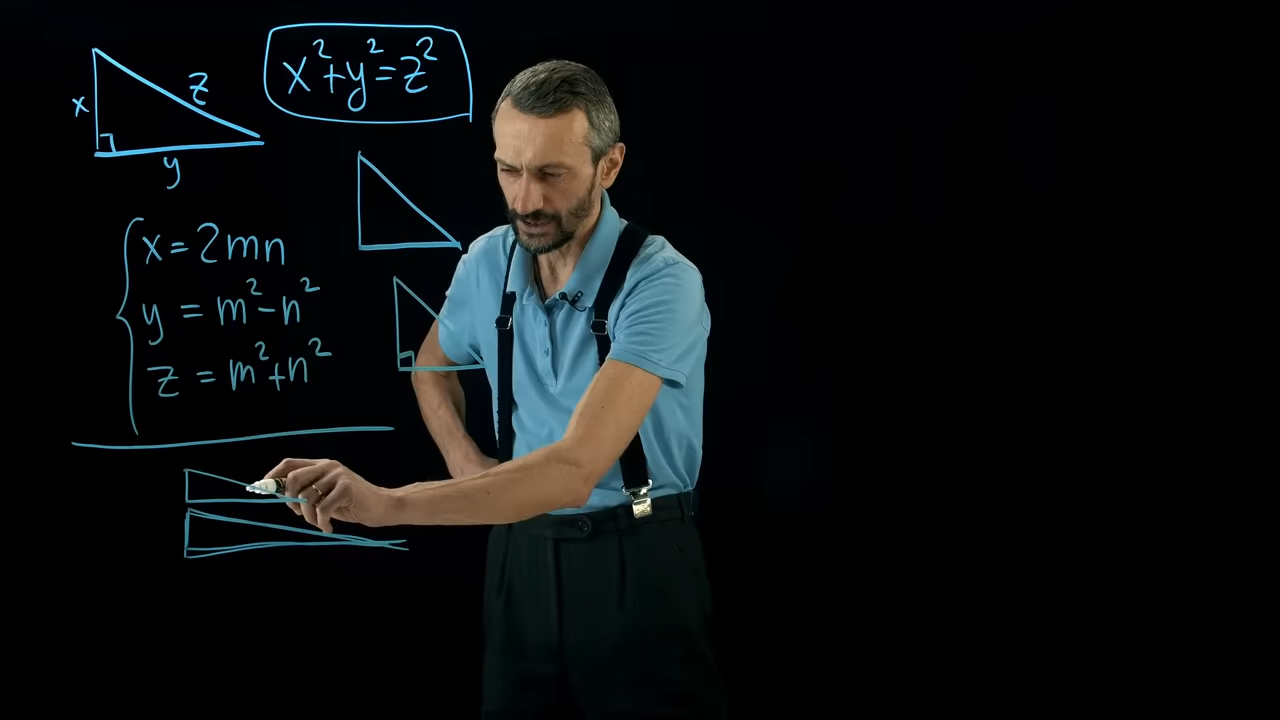 x
z
y
x²+y²=z²
x=2mn
y=m²-n²
z=m²+n²